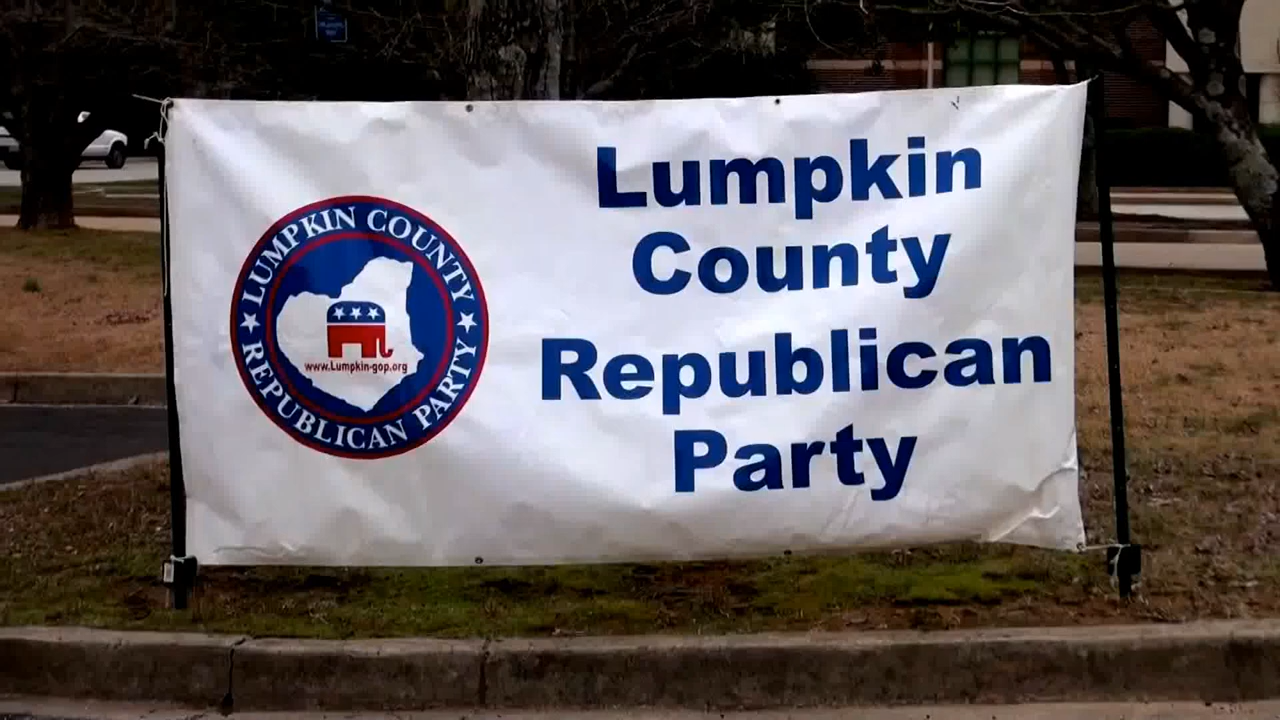 LUMPKIN COUNTY
www.Lumpkin-gop.org
REPUBLICAN PARTY
Lumpkin
County
Republican
Party